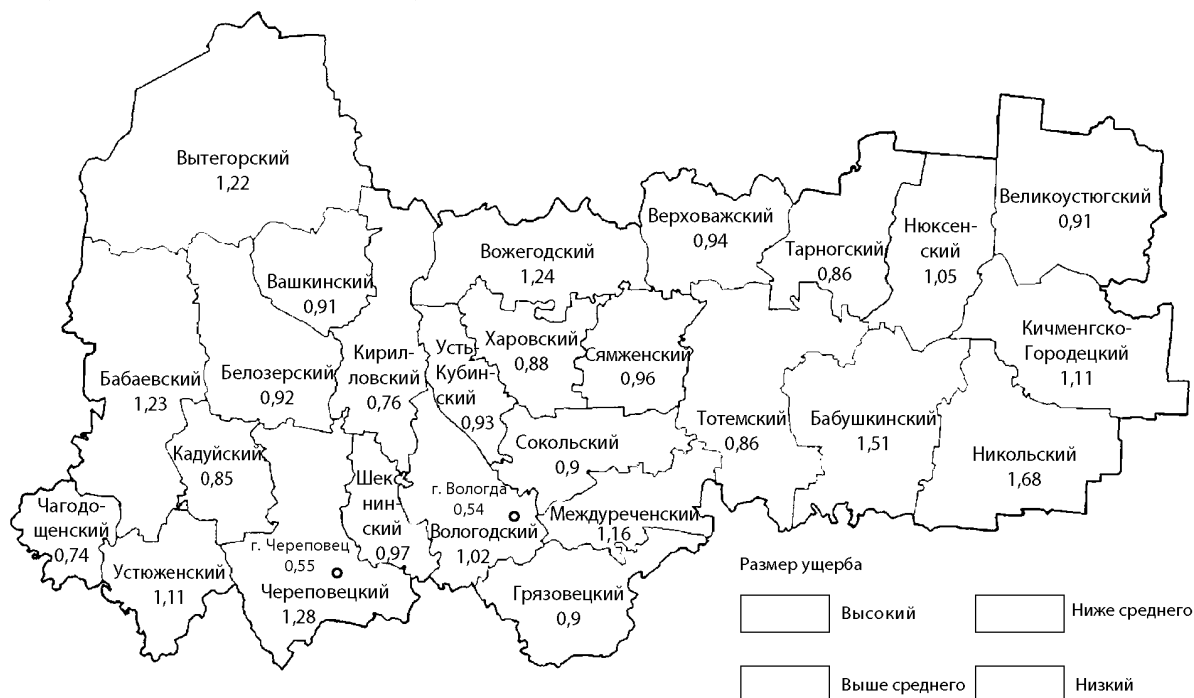 Вытегорский
1,22
Великоустюгский
0,91
Верховажский
0,94
Нюксен-
ский
1,05
Тарногский
0,86
Вожегодский
1,24
Вашкинский
0,91
Кичменгско-
Городецкий
1,11
Харовский
0,88
Усть-
Кубин-
ский
0,93
Кирил-
ловский
0,76
Сямженский
0,96
Белозерский
0,92
Бабаевский
1,23
Тотемский
0,86
Бабушкинский
1,51
Сокольский
0,9
Никольский
1,68
Кадуйский
0,85
Шекс-
нин-
ский
0,97
г. Вологда
0,54
Вологодский
1,02
Междуреченский
1,16
Чагодо-
щенский
0,74
г. Череповец
0,55
Череповецкий
1,28
Устюженский
1,11
Грязовецкий
0,9
Размер ущерба
Высокий
Ниже среднего
Выше среднего
Низкий